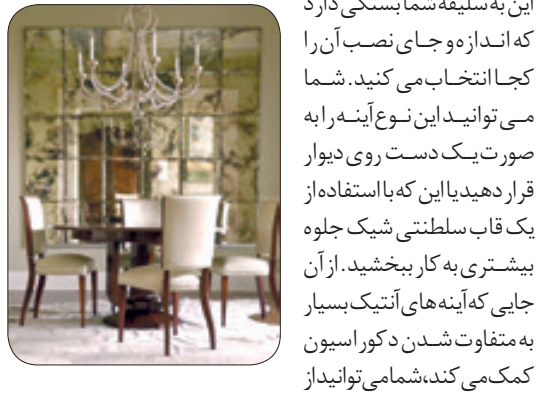 این به سلیقه شما بستگی دارد
که اندازه و جای نصب آن را
کجا انتخاب می کنید. شما
می توانید این نوع آینه را به
صورت یک دست روی دیوار
قرار دهید یا این که با استفاده از
یک قاب سلطنتی شیک جلوه
بیشتری به کار ببخشید. از آن
جایی که آینه های آنتیک بسیار
به متفاوت شدن دکوراسیون
کمک می کند، شما می توانید از